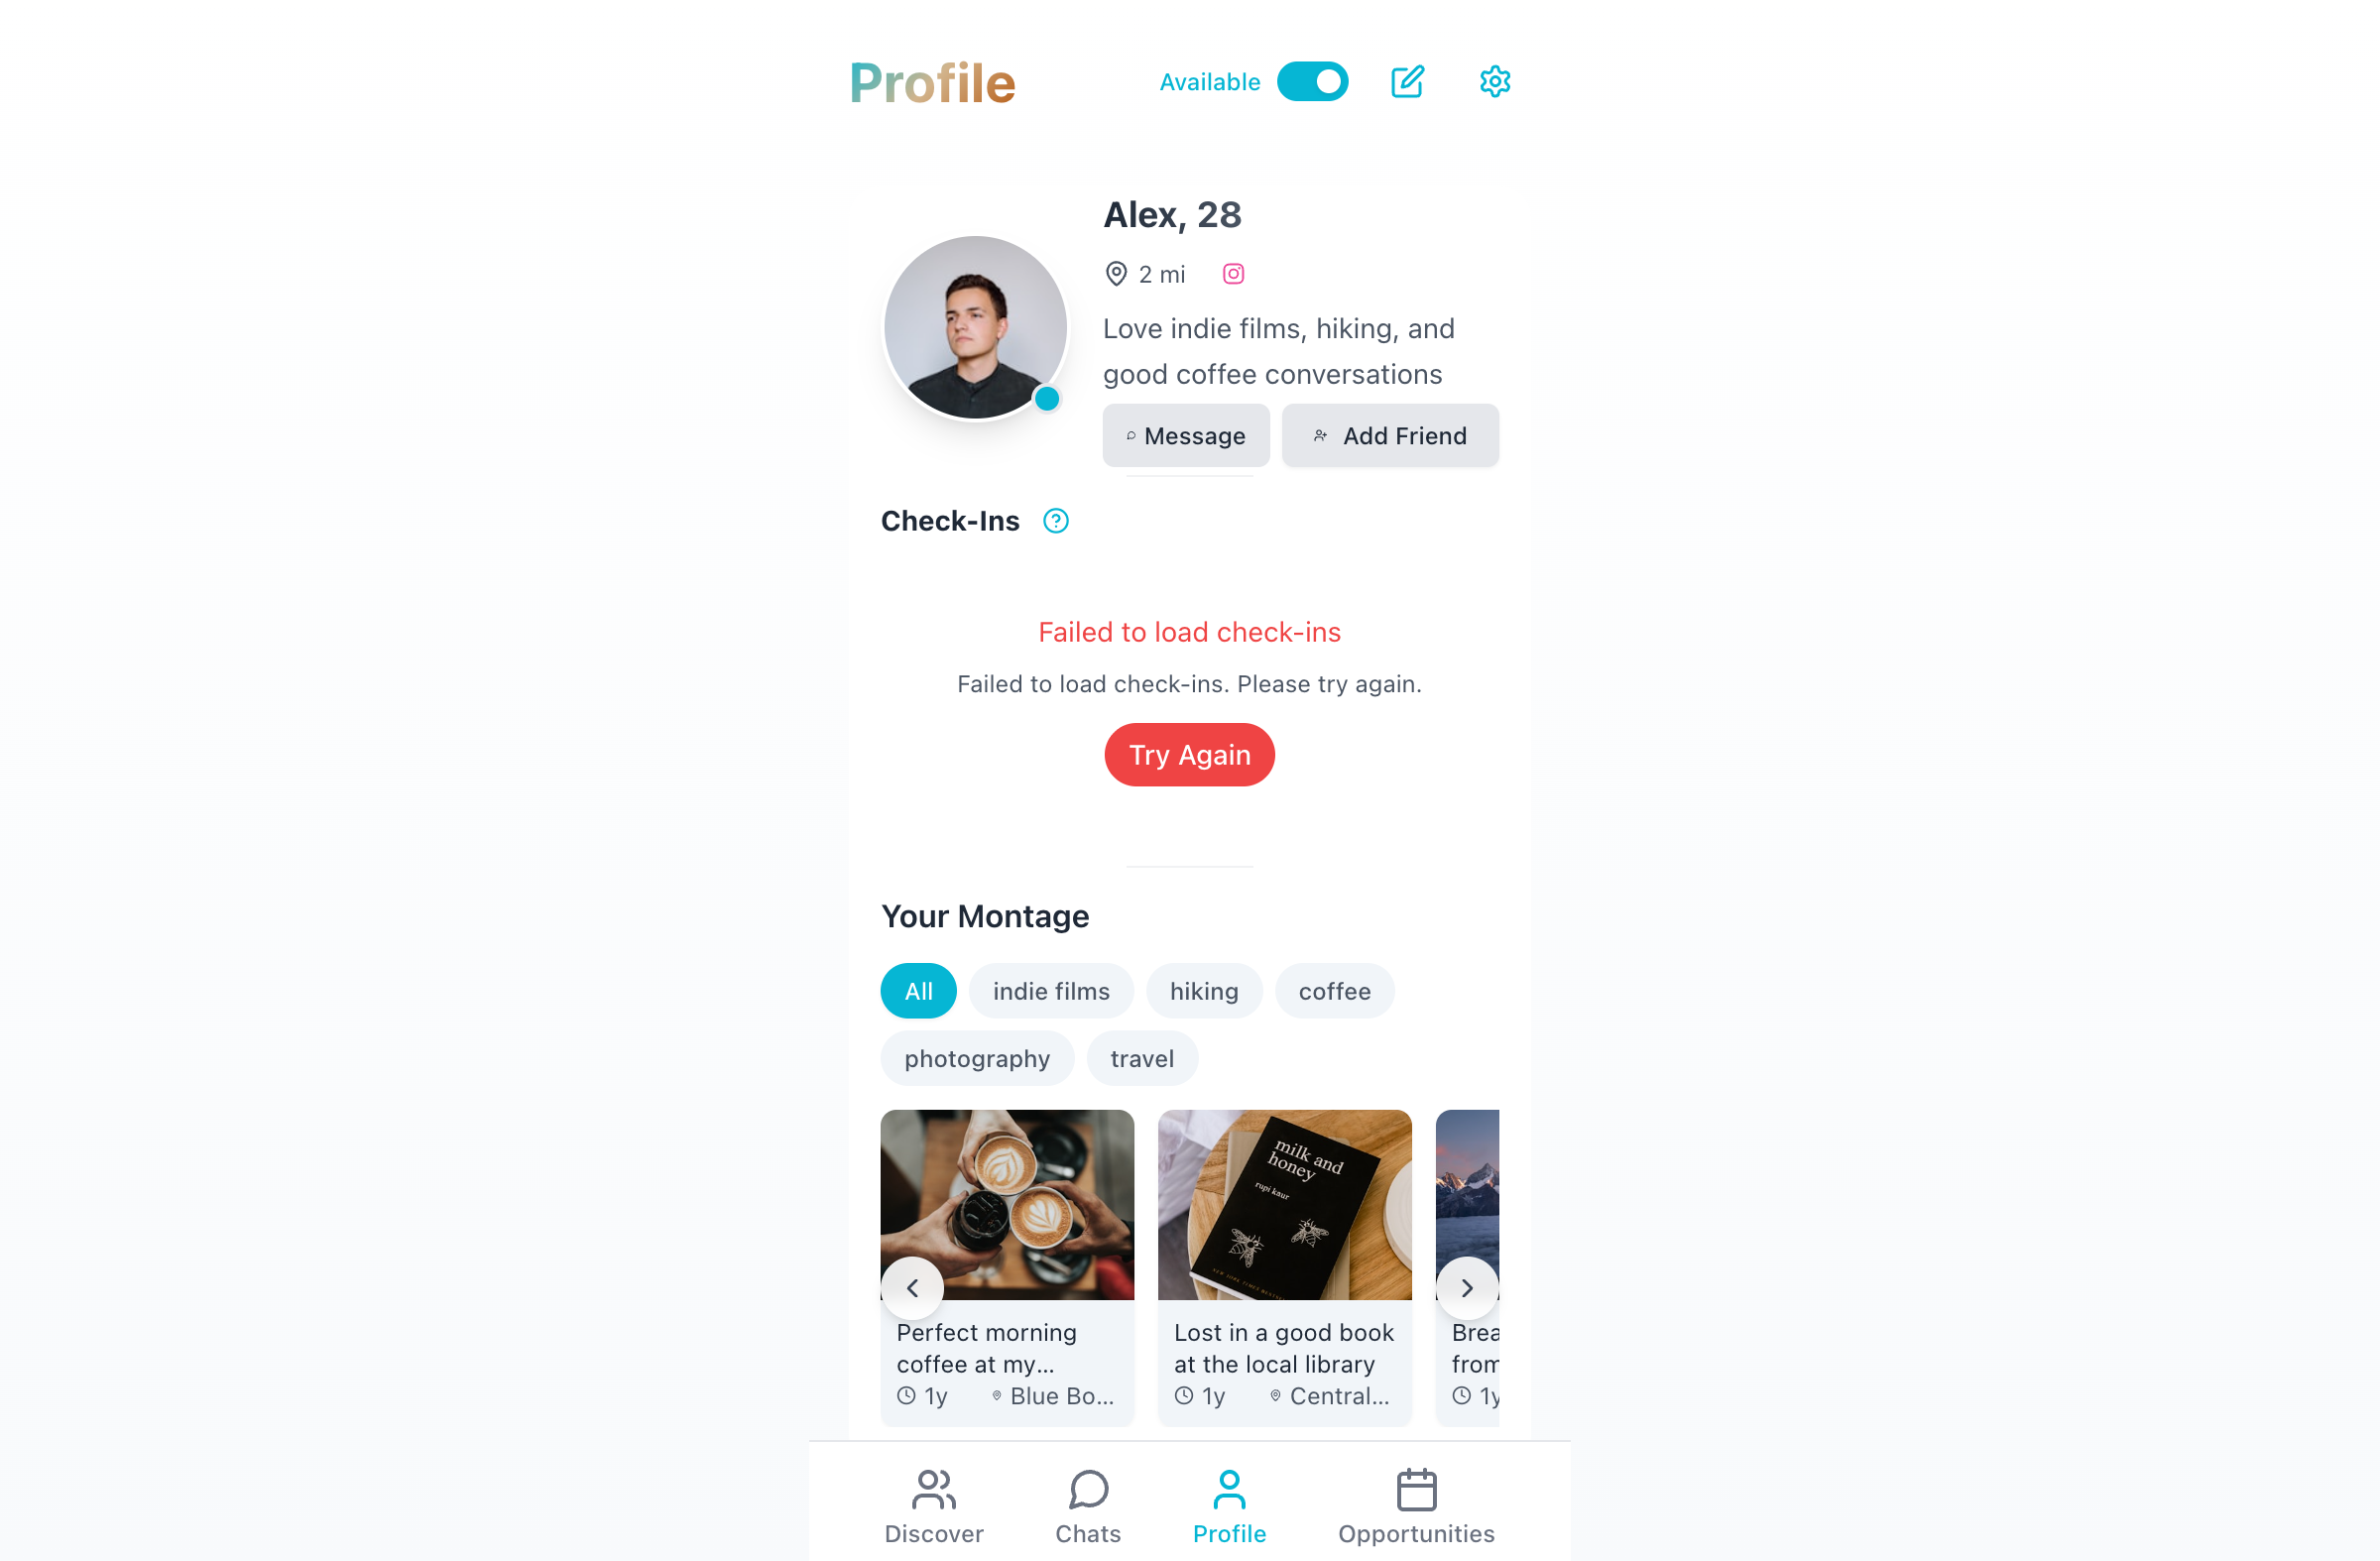 Profile
Available
Alex, 28
2 mi
Love indie films, hiking, and
good coffee conversations
Message
Add Friend
Check-Ins
Failed to load check-ins
Failed to load check-ins. Please try again.
Try Again
Your Montage
All
indie films
hiking
coffee
photography
travel
milk and
honey
rupi kaur
Perfect morning
coffee at my...
1y
Blue Bo...
Lost in a good book
at the local library
1y
Central...
Brea
from
1y
Discover
Chats
Profile
Opportunities